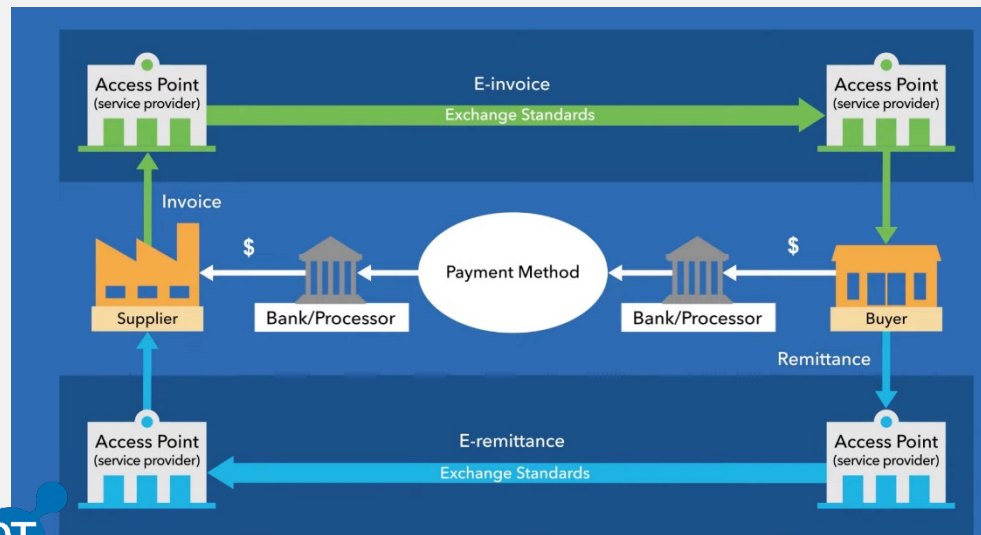 Access Point
(service provider)
E-invoice
Exchange Standards
Access Point
(service provider)
Invoice
$
$
Payment Method
Supplier
Bank/Processor
Bank/Processor
Buyer
Remittance
Access Point
(service provider)
E-remittance
Exchange Standards
Access Point
(service provider)